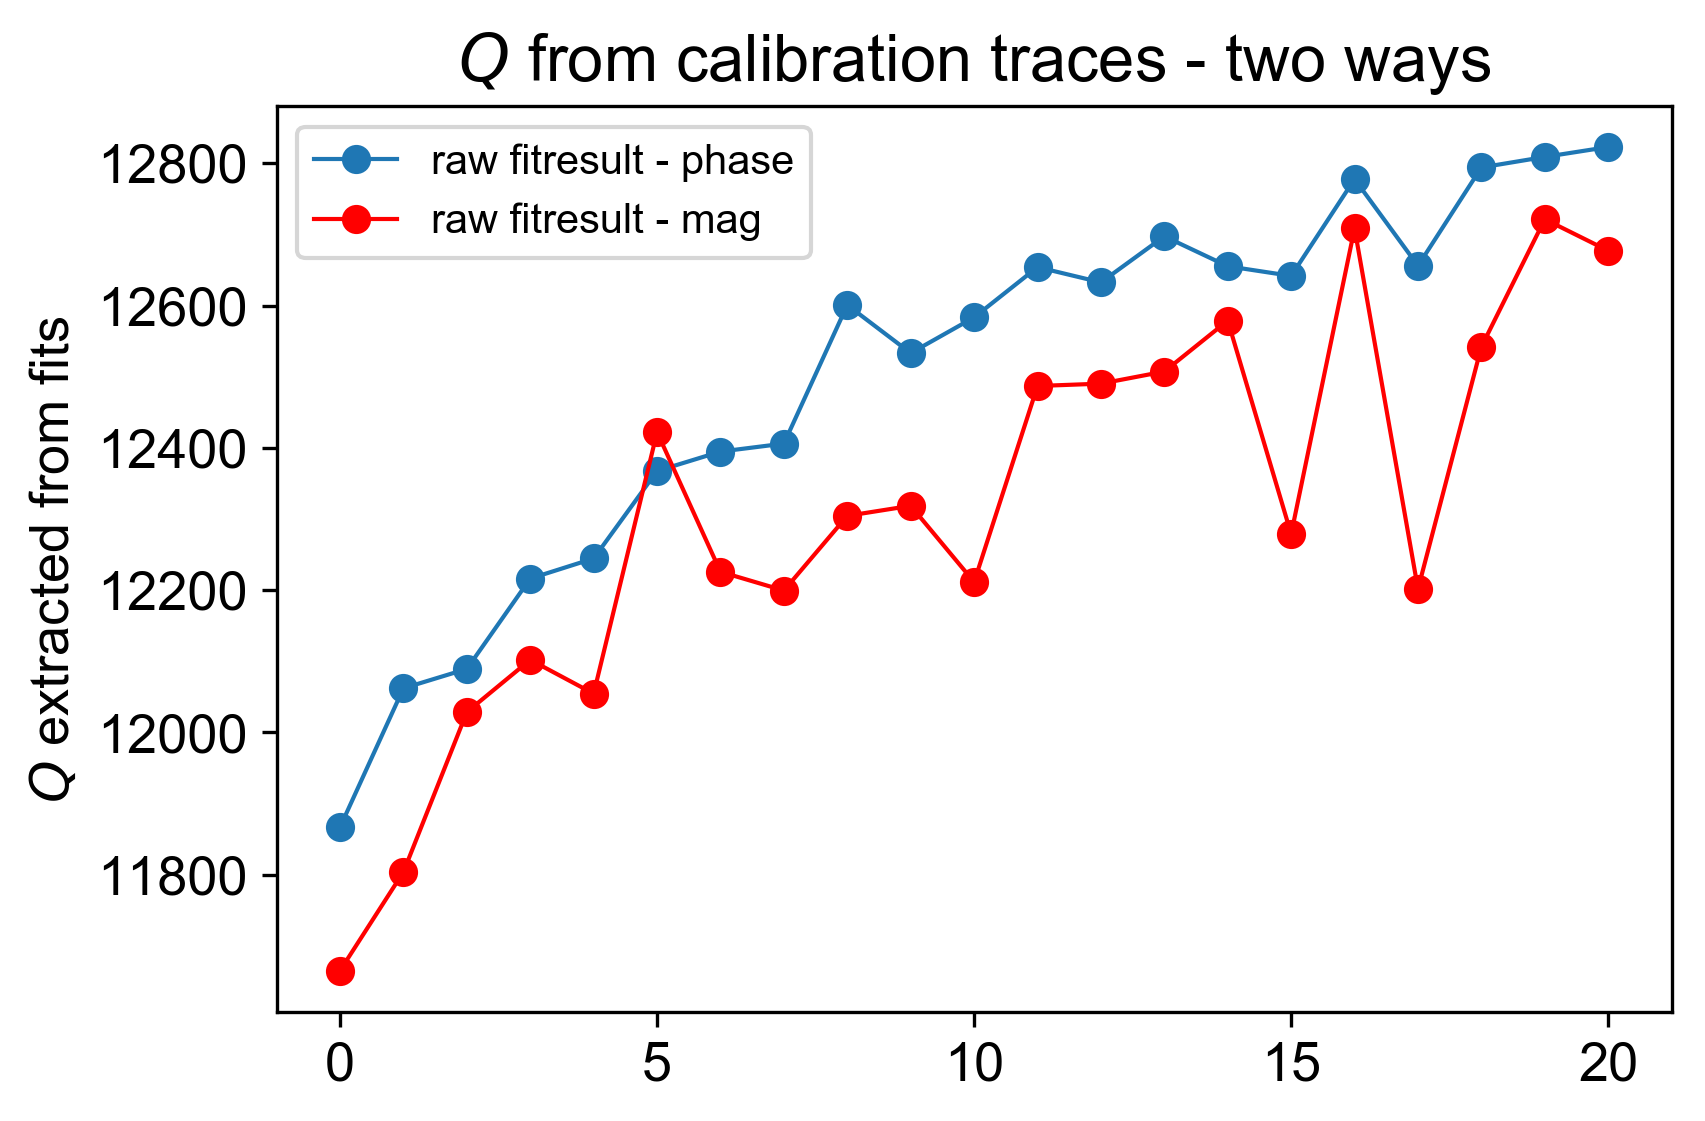 Q from calibration traces - two ways
raw fitresult - phase
raw fitresult - mag
Q extracted from fits
12800
12600
12400
12200
12000
11800
0 5 10 15 20